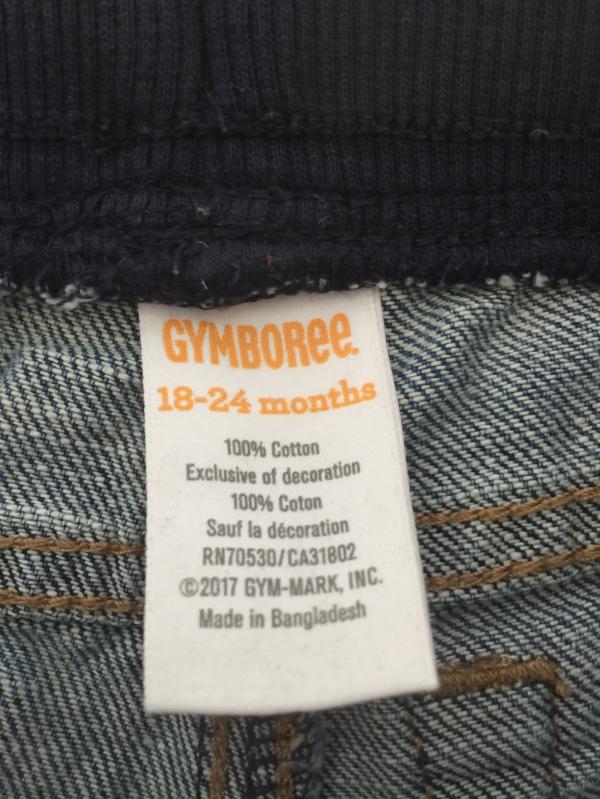 GYMBOREE
18-24 months
100% Cotton
Exclusive of decoration
100% Coton
Sauf la décoration
RN70530/CA31802
©2017 GYM-MARK, INC.
Made in Bangladesh